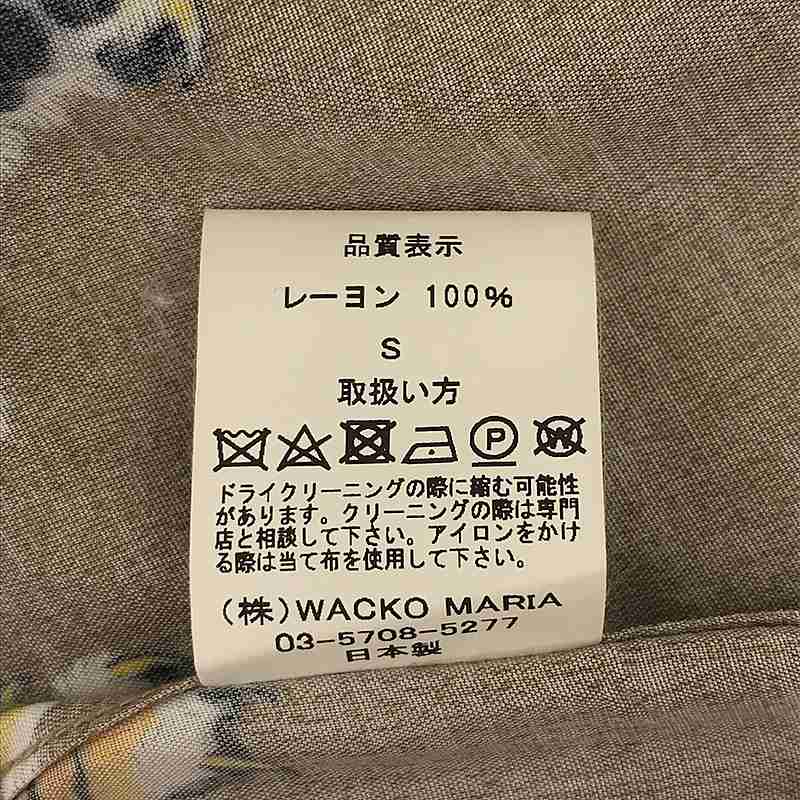 品質表示
レーヨン 100%
S
取扱い方
P W
ドライクリーニングの際に縮む可能性
があります。クリーニングの際は専門
店と相談して下さい。アイロンをかけ
る際は当て布を使用して下さい。
(株)WACKO MARIA
03-5708-5277
日本製